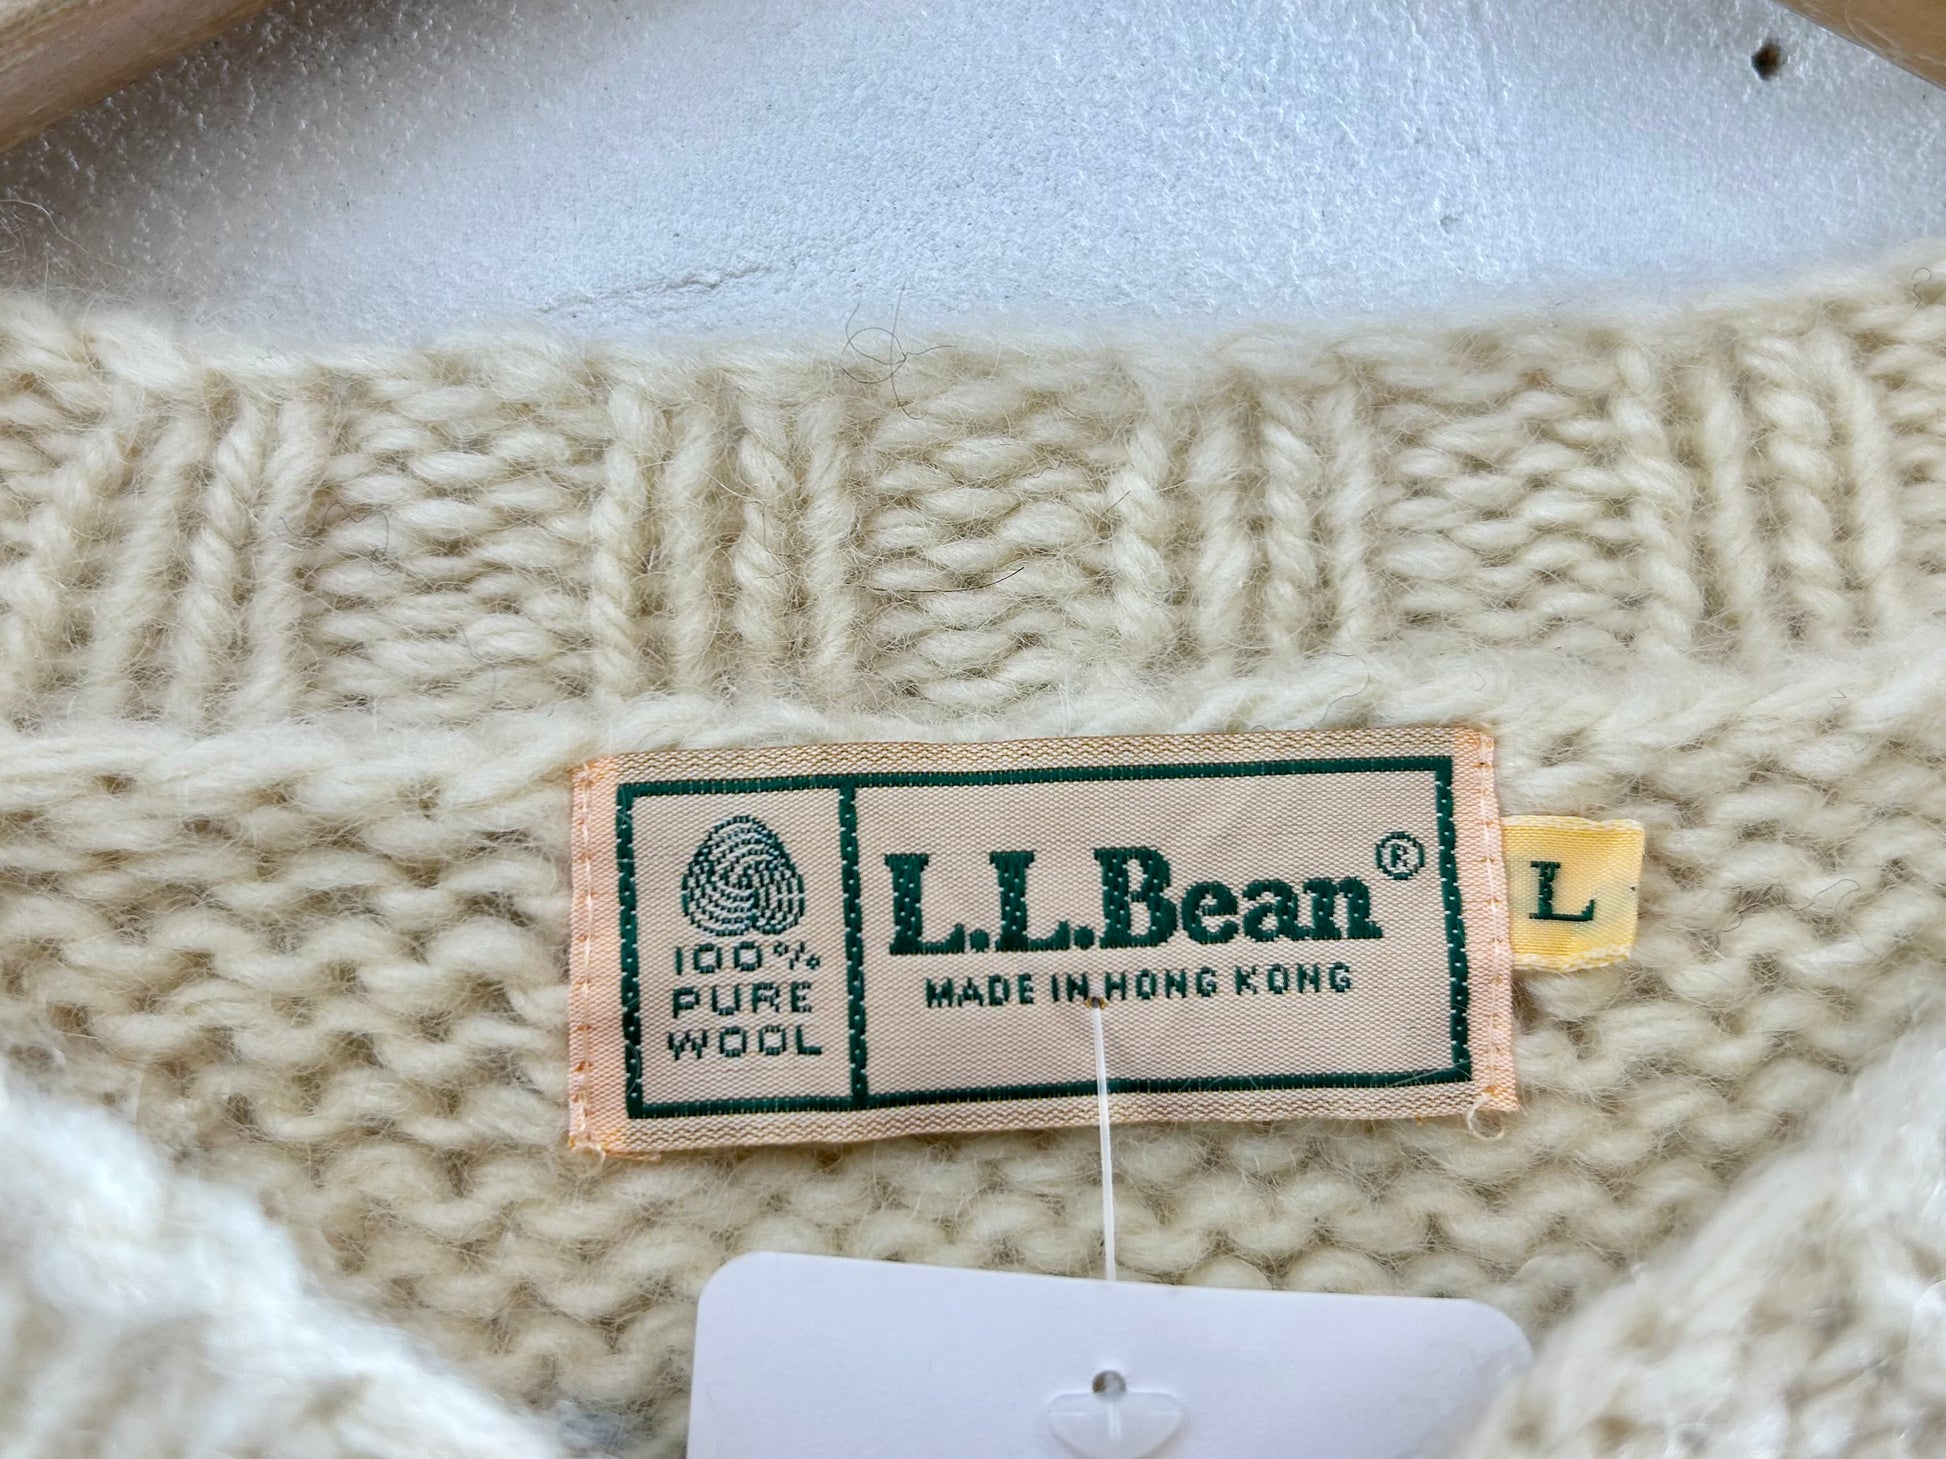 100%
PURE
WOOL
L.L.Bean®
MADE IN HONG KONG
L